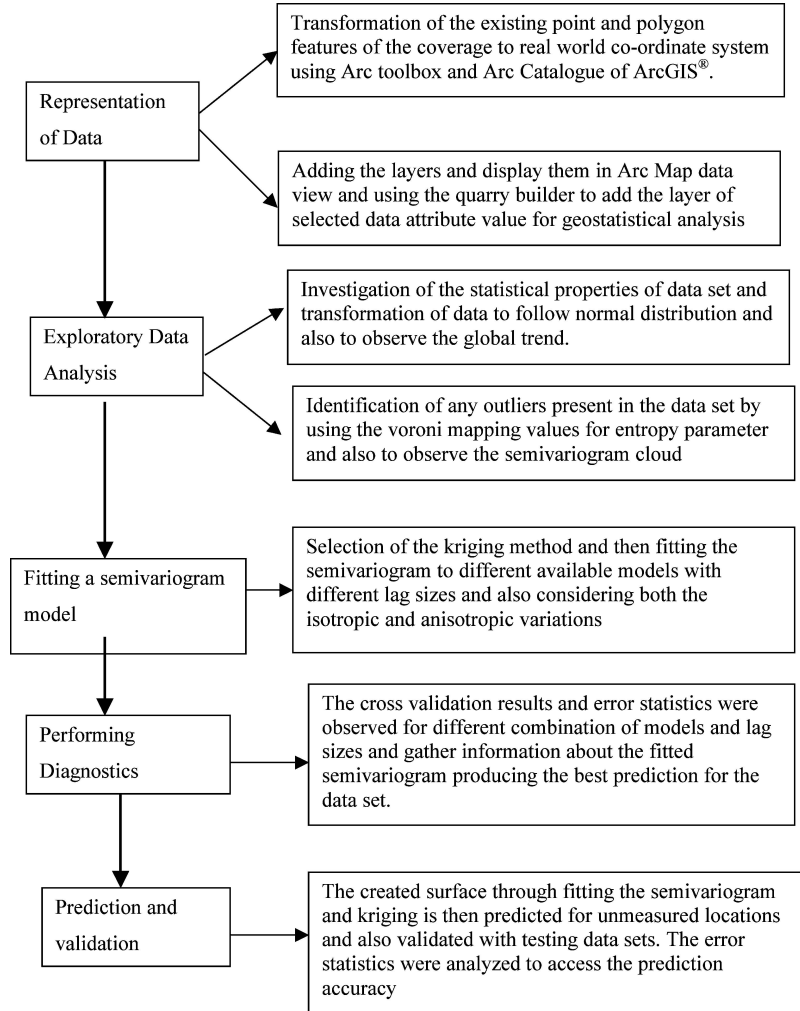 Representation
of Data
Transformation of the existing point and polygon
features of the coverage to real world co-ordinate system
using Arc toolbox and Arc Catalogue of ArcGIS®.
Adding the layers and display them in Arc Map data
view and using the quarry builder to add the layer of
selected data attribute value for geostatistical analysis
Exploratory Data
Analysis
Investigation of the statistical properties of data set and
transformation of data to follow normal distribution and
also to observe the global trend.
Identification of any outliers present in the data set by
using the voroni mapping values for entropy parameter
and also to observe the semivariogram cloud
Fitting a semivariogram
model
Selection of the kriging method and then fitting the
semivariogram to different available models with
different lag sizes and also considering both the
isotropic and anisotropic variations
Performing
Diagnostics
The cross validation results and error statistics were
observed for different combination of models and lag
sizes and gather information about the fitted
semivariogram producing the best prediction for the
data set.
Prediction and
validation
The created surface through fitting the semivariogram
and kriging is then predicted for unmeasured locations
and also validated with testing data sets. The error
statistics were analyzed to access the prediction
accuracy